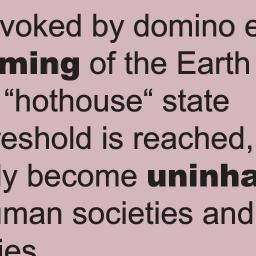 voked by domino e
ming of the Earth
“hothouse“ state
reshold is reached,
ly become uninha
uman societies and
ies